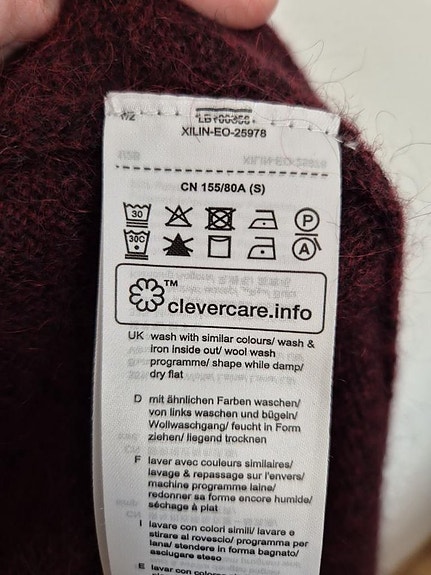 XILIN-EO-25978
CN 155/80A (S)
30
P
30C
A
TM
clevercare.info
UK wash with similar colours/ wash &
iron inside out/ wool wash
programme/ shape while damp/
dry flat
D mit ähnlichen Farben waschen/
von links waschen und bügeln/
Wollwaschgang/ feucht in Form
ziehen/ liegend trocknen
F laver avec couleurs similaires/
lavage & repassage sur l'envers/
machine programme laine/
redonner sa forme encore humide/
séchage à plat
I lavare con colori simili/ lavare e
stirare al rovescio/ programma per
lana/ stendere in forma bagnato/
asciugare steso
E lavar con